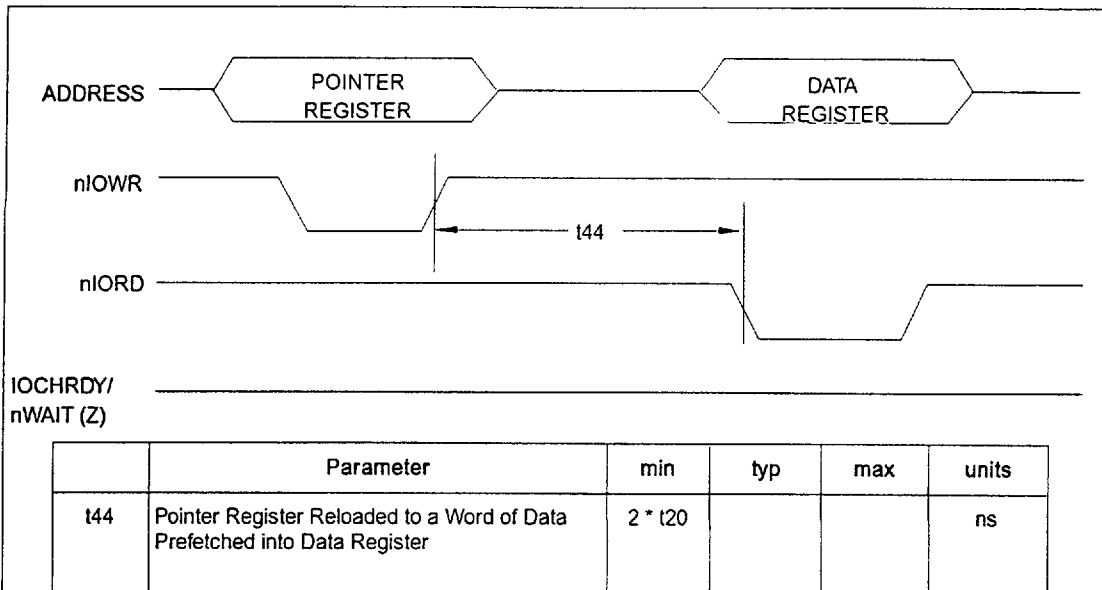 ADDRESS
POINTER
REGISTER
DATA
REGISTER
nIOWR
t44
nIORD
IOCHRDY/
nWAIT (Z)
Parameter min typ max units
t44 Pointer Register Reloaded to a Word of Data 2 * t20 ns
Prefetched into Data Register